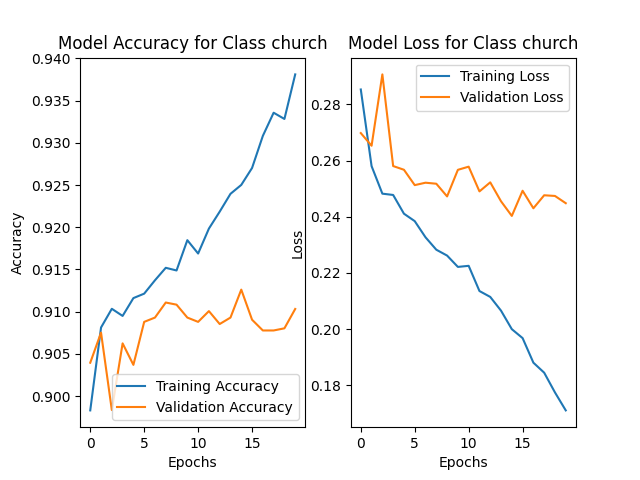 Model Accuracy for Class church
0.940
0.935
0.930
0.925
0.920
0.915
0.910
0.905
0.900
Accuracy
Training Accuracy
Validation Accuracy
0 5 10 15
Epochs
Model Loss for Class church
Training Loss
Validation Loss
0.28
0.26
0.24
0.22
0.20
0.18
Loss
0 5 10 15
Epochs